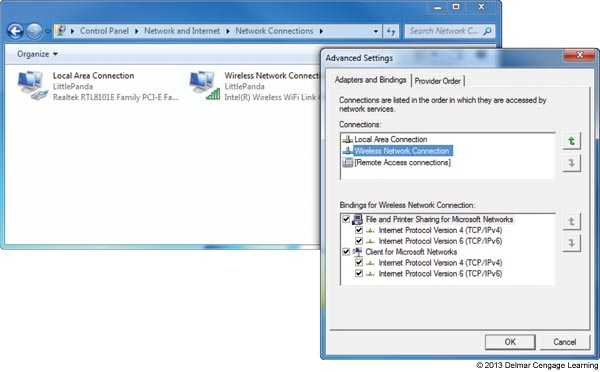 Control Panel ▸ Network and Internet ▸ Network Connections ▸
Search Network C...
Organize
Local Area Connection
LittlePanda
Realtek RTL8101E Family PCI-E Fa...
Wireless Network Connecti
LittlePanda
Intel(R) Wireless WiFi Link 4
Advanced Settings
Adapters and Bindings
Provider Order
Connections are listed in the order in which they are accessed by
network services.
Connections:
Local Area Connection
Wireless Network Connection
[Remote Access connections]
Bindings for Wireless Network Connection:
File and Printer Sharing for Microsoft Networks
Internet Protocol Version 4 (TCP/IPv4)
Internet Protocol Version 6 (TCP/IPv6)
Client for Microsoft Networks
Internet Protocol Version 4 (TCP/IPv4)
Internet Protocol Version 6 (TCP/IPv6)
OK
Cancel
© 2013 Delmar Cengage Learning